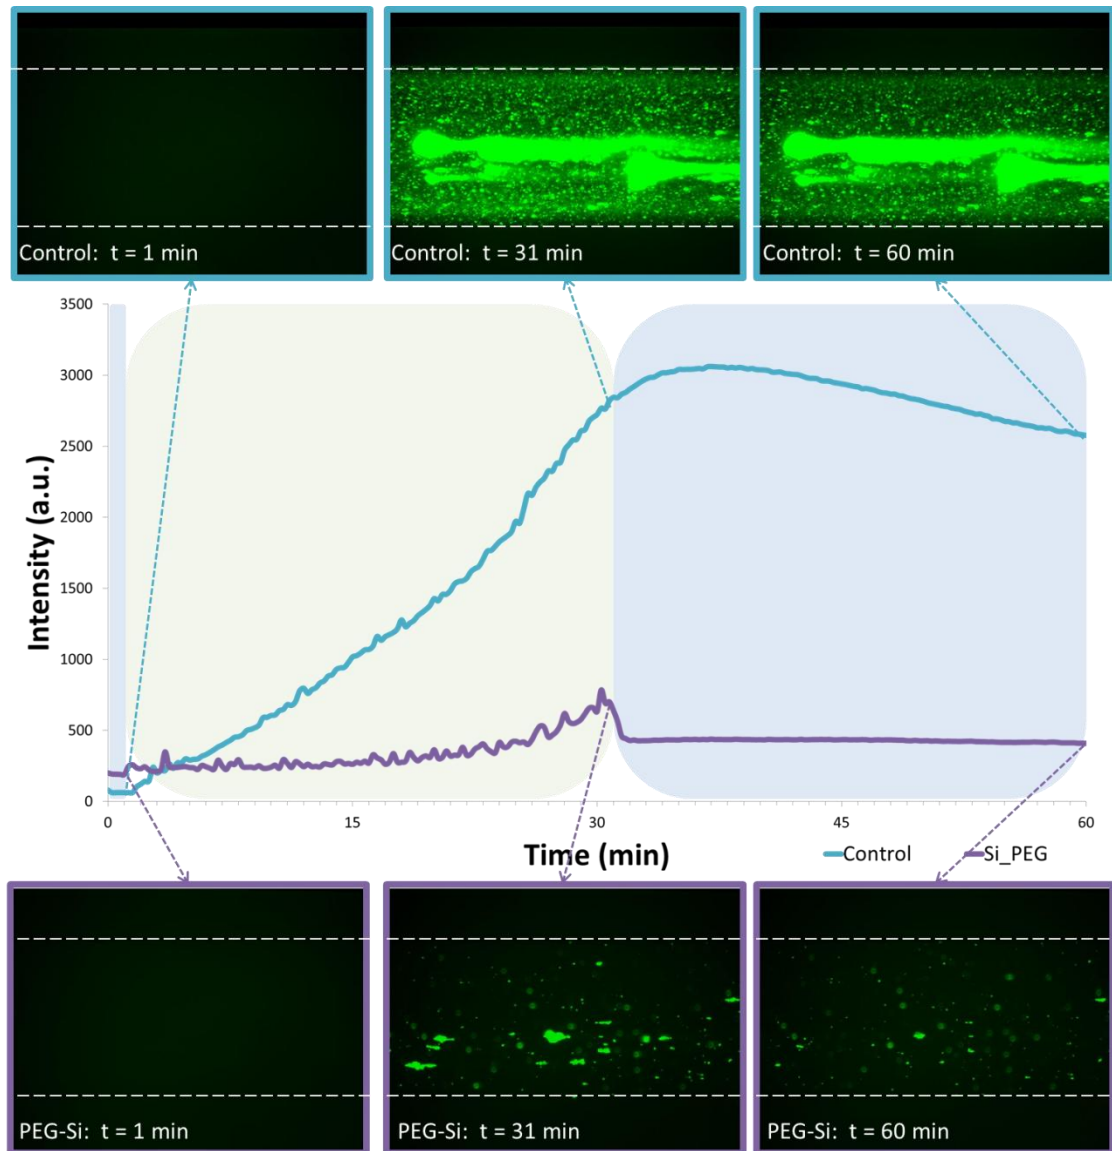 Control: t = 1 min
Control: t = 31 min
Control: t = 60 min
3500
3000
2500
2000
1500
1000
500
0
Intensity (a.u.)
0
15
30
45
60
Time (min)
Control
Si_PEG
PEG-Si: t = 1 min
PEG-Si: t = 31 min
PEG-Si: t = 60 min